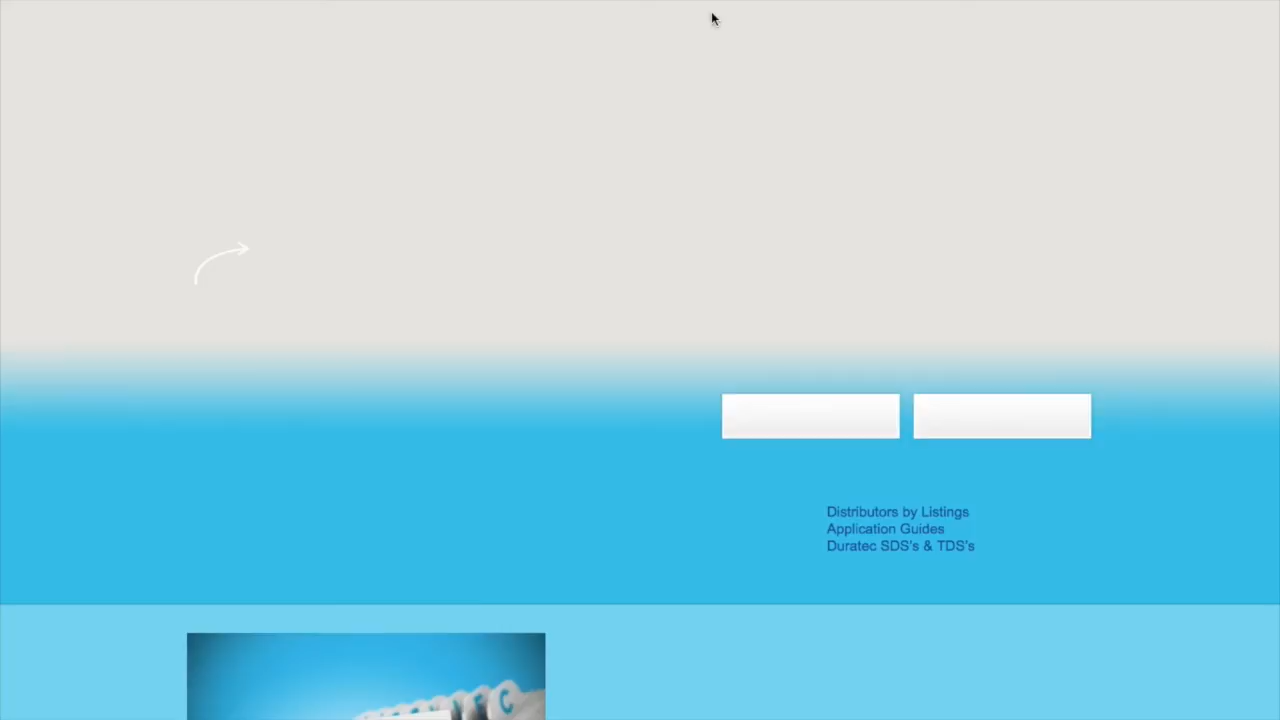 Distributors by Listings
Application Guides
Duratec SDS's & TDS's
C